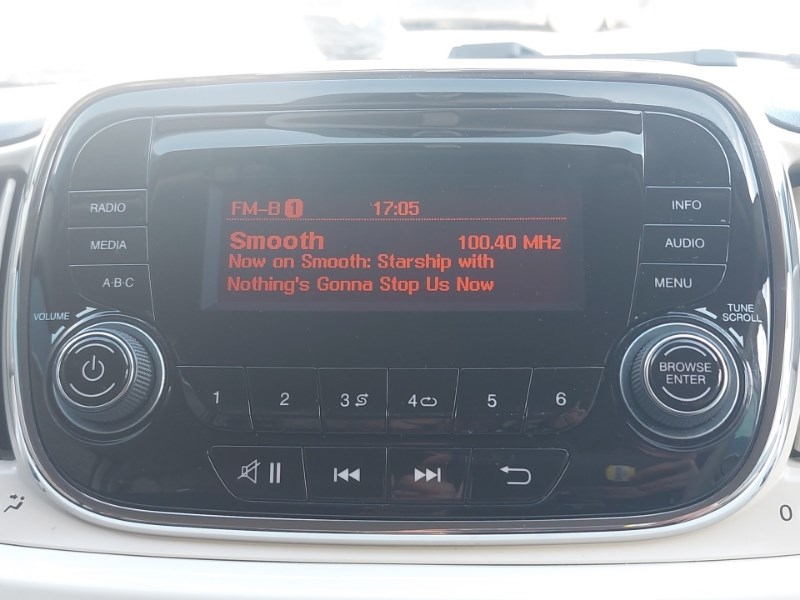 FM-B 1 17:05
RADIO
INFO
Smooth 100.40 MHz
MEDIA
AUDIO
Now on Smooth: Starship with
Nothing's Gonna Stop Us Now
A·B·C
MENU
VOLUME
TUNE
SCROLL
BROWSE
ENTER
1 2 3 4 5 6
0